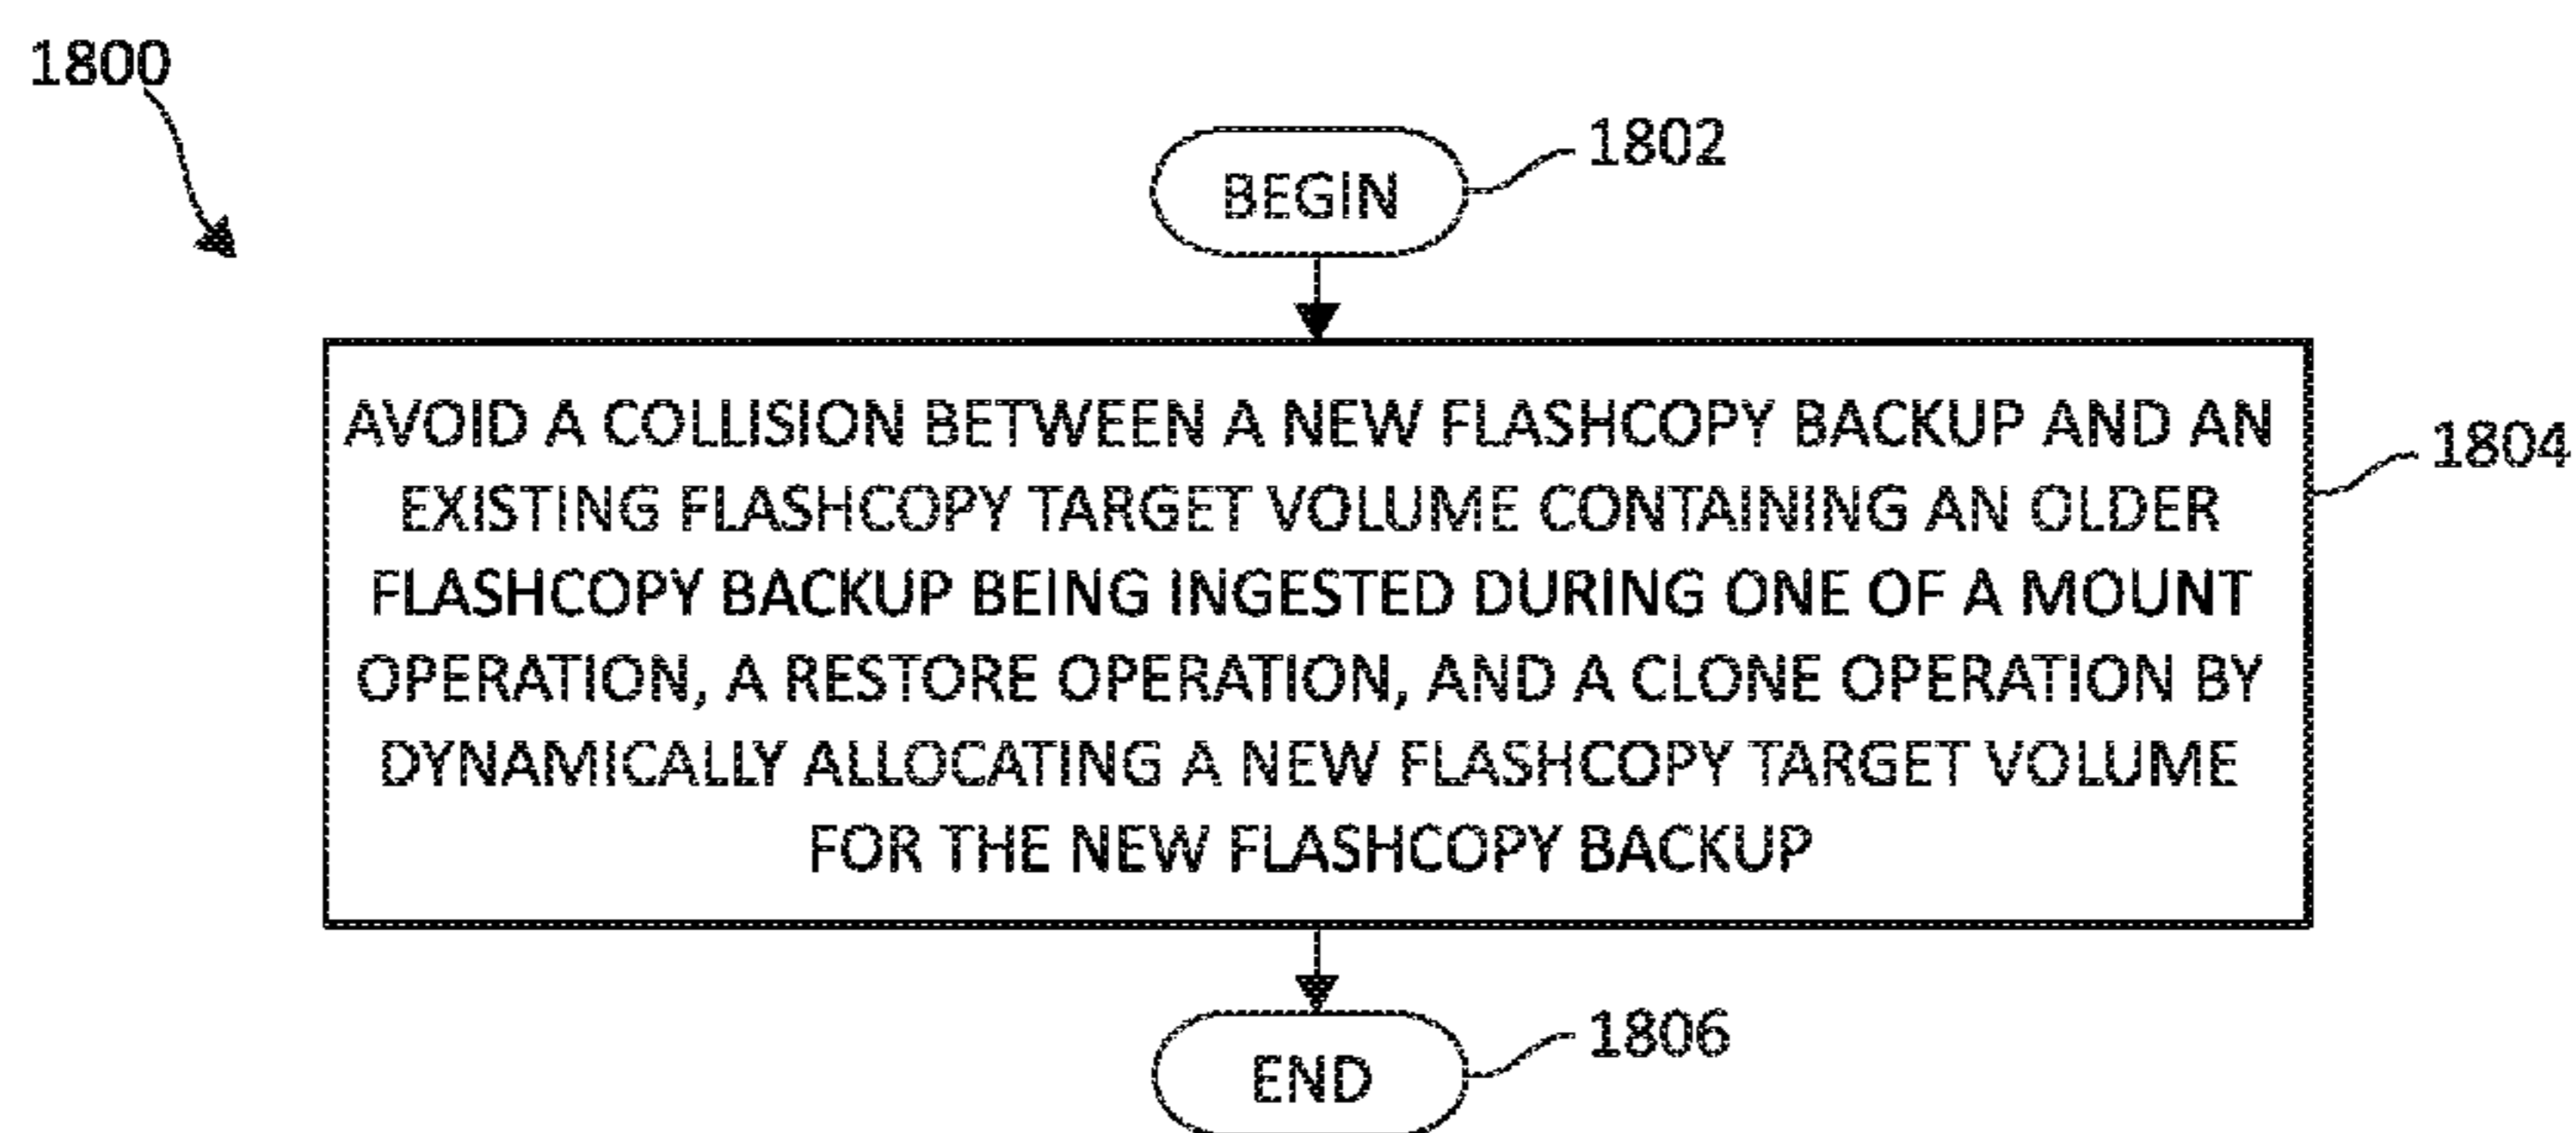 1800
BEGIN
1802
AVOID A COLLISION BETWEEN A NEW FLASHCOPY BACKUP AND AN
EXISTING FLASHCOPY TARGET VOLUME CONTAINING AN OLDER
FLASHCOPY BACKUP BEING INGESTED DURING ONE OF A MOUNT
OPERATION, A RESTORE OPERATION, AND A CLONE OPERATION BY
DYNAMICALLY ALLOCATING A NEW FLASHCOPY TARGET VOLUME
FOR THE NEW FLASHCOPY BACKUP
1804
END
1806